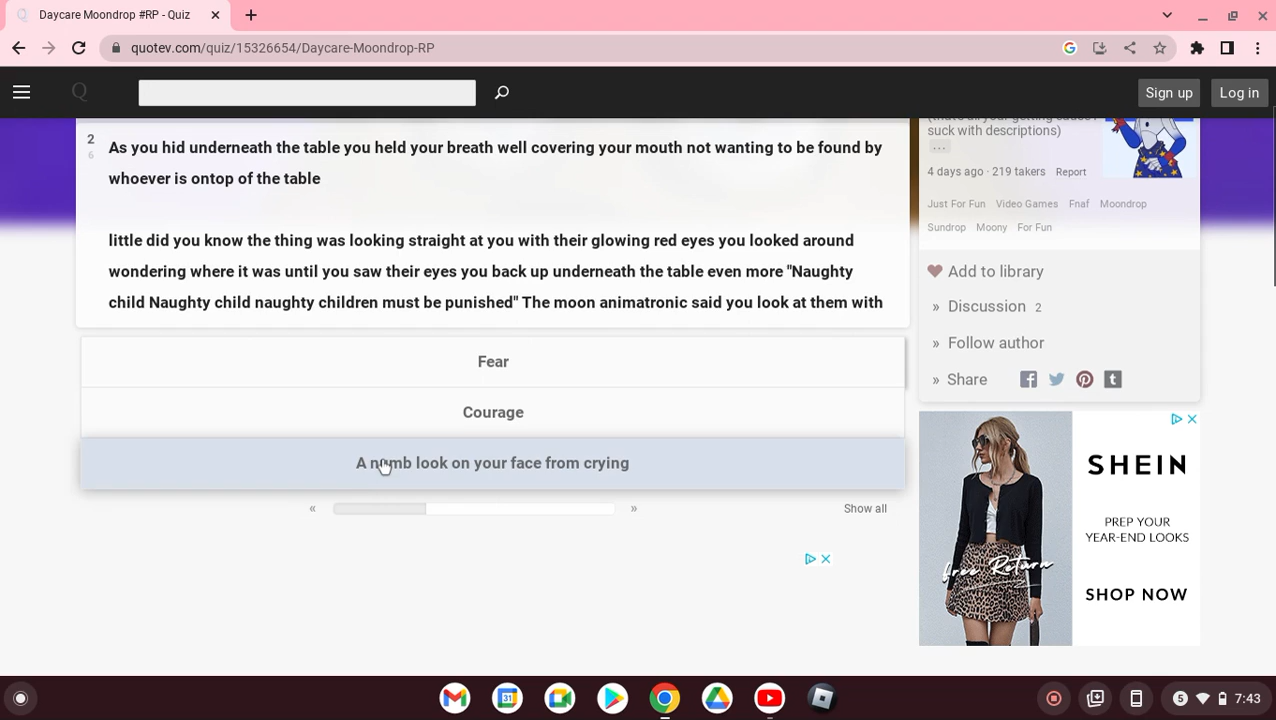 Daycare Moondrop #RP - Quiz
quotev.com/quiz/15326654/Daycare-Moondrop-RP
Q
Sign up
Log in
2
6
As you hid underneath the table you held your breath well covering your mouth not wanting to be found by
whoever is ontop of the table
little did you know the thing was looking straight at you with their glowing red eyes you looked around
wondering where it was until you saw their eyes you back up underneath the table even more "Naughty
child Naughty child naughty children must be punished" The moon animatronic said you look at them with
Fear
Courage
A numb look on your face from crying
«
»
Show all
suck with descriptions)
...
4 days ago · 219 takers Report
Just For Fun Video Games Fnaf Moondrop
Sundrop Moony For Fun
Add to library
» Discussion 2
» Follow author
» Share
SHEIN
PREP YOUR
YEAR-END LOOKS
free Return
SHOP NOW
31
5 7:43